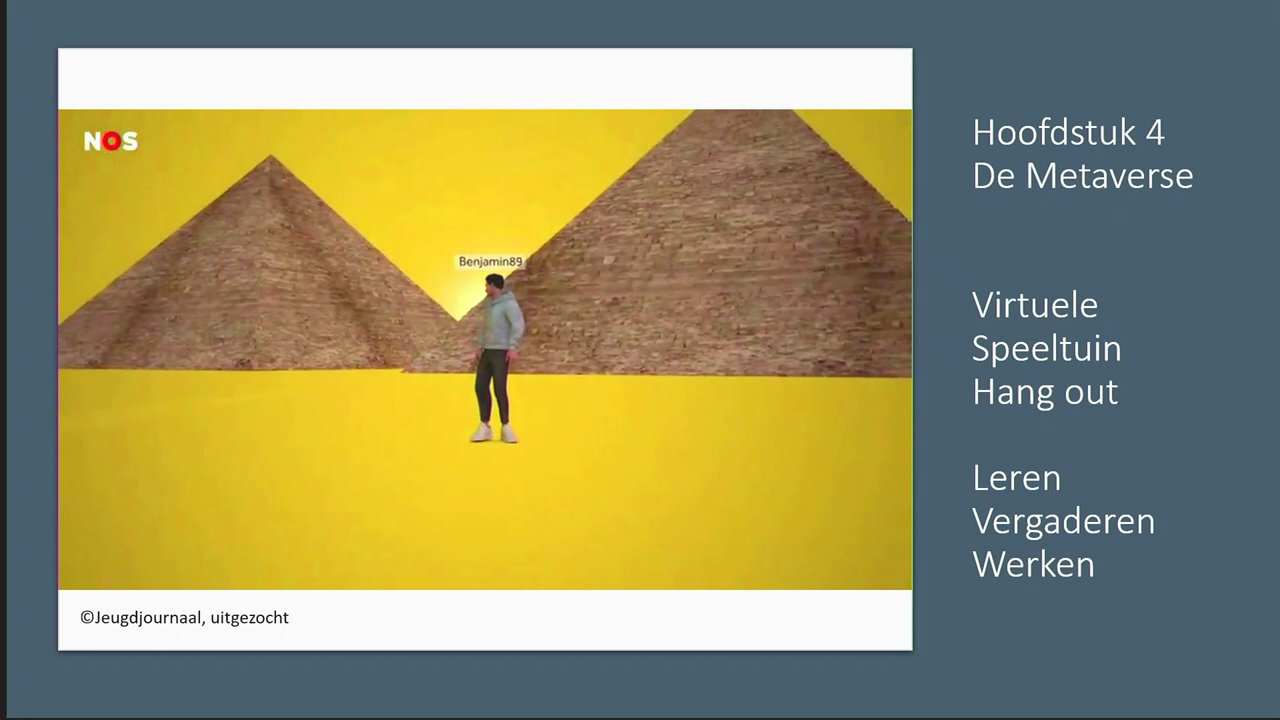 NOS
Benjamin89
©Jeugdjournaal, uitgezocht
Hoofdstuk 4
De Metaverse
Virtuele
Speeltuin
Hang out
Leren
Vergaderen
Werken